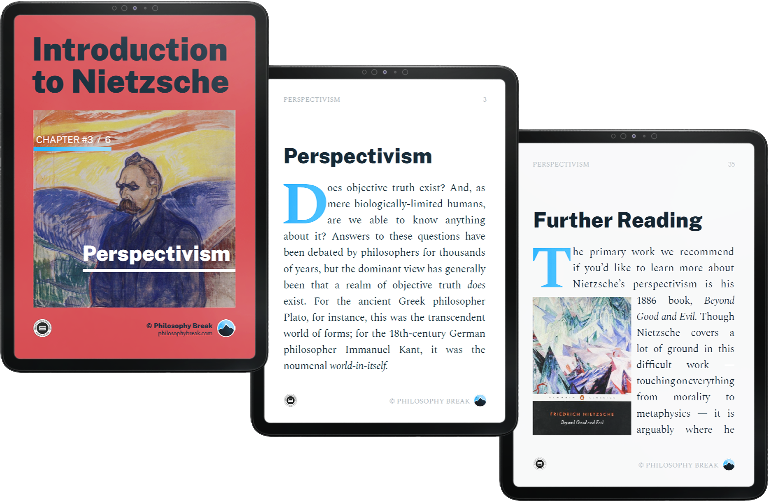 Introduction
to Nietzsche
CHAPTER #3 / 6
Perspectivism
© Philosophy Break
philosophybreak.com
PERSPECTIVISM
3
Perspectivism
Does objective truth exist? And, as
mere biologically-limited humans,
are we able to know anything
about it? Answers to these questions have
been debated by philosophers for thousands
of years, but the dominant view has generally
been that a realm of objective truth does
exist. For the ancient Greek philosopher
Plato, for instance, this was the transcendent
world of forms; for the 18th-century German
philosopher Immanuel Kant, it was the
noumenal world-in-itself.
© PHILOSOPHY BREAK
PERSPECTIVISM
35
Further Reading
The primary work we recommend
if you'd like to learn more about
Nietzsche's perspectivism is his
1886 book, Beyond
Good and Evil. Though
Nietzsche covers a
lot of ground in this
difficult work —
touching on everything
from morality to
metaphysics — it is
arguably where he
FRIEDRICH NIETZSCHE
Beyond Good and Evil
© PHILOSOPHY BREAK